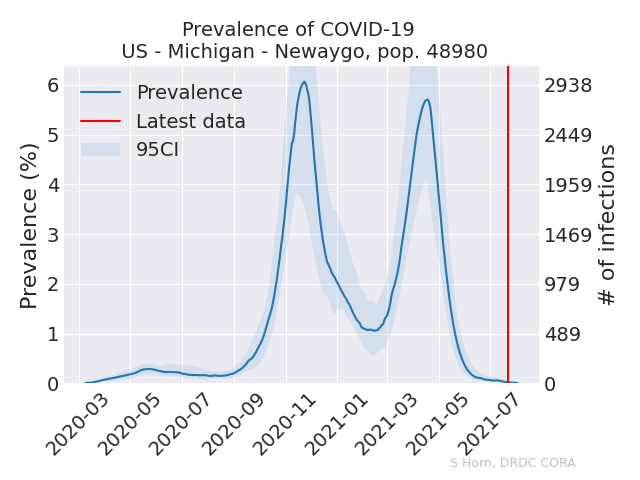 Prevalence of COVID-19
US - Michigan - Newaygo, pop. 48980
Prevalence
Latest data
95CI
Prevalence (%)
6
5
4
3
2
1
0
2938
2449
1959
1469
979
489
0
# of infections
2020-03
2020-05
2020-07
2020-09
2020-11
2021-01
2021-03
2021-05
2021-07
S Horn, DRDC CORA